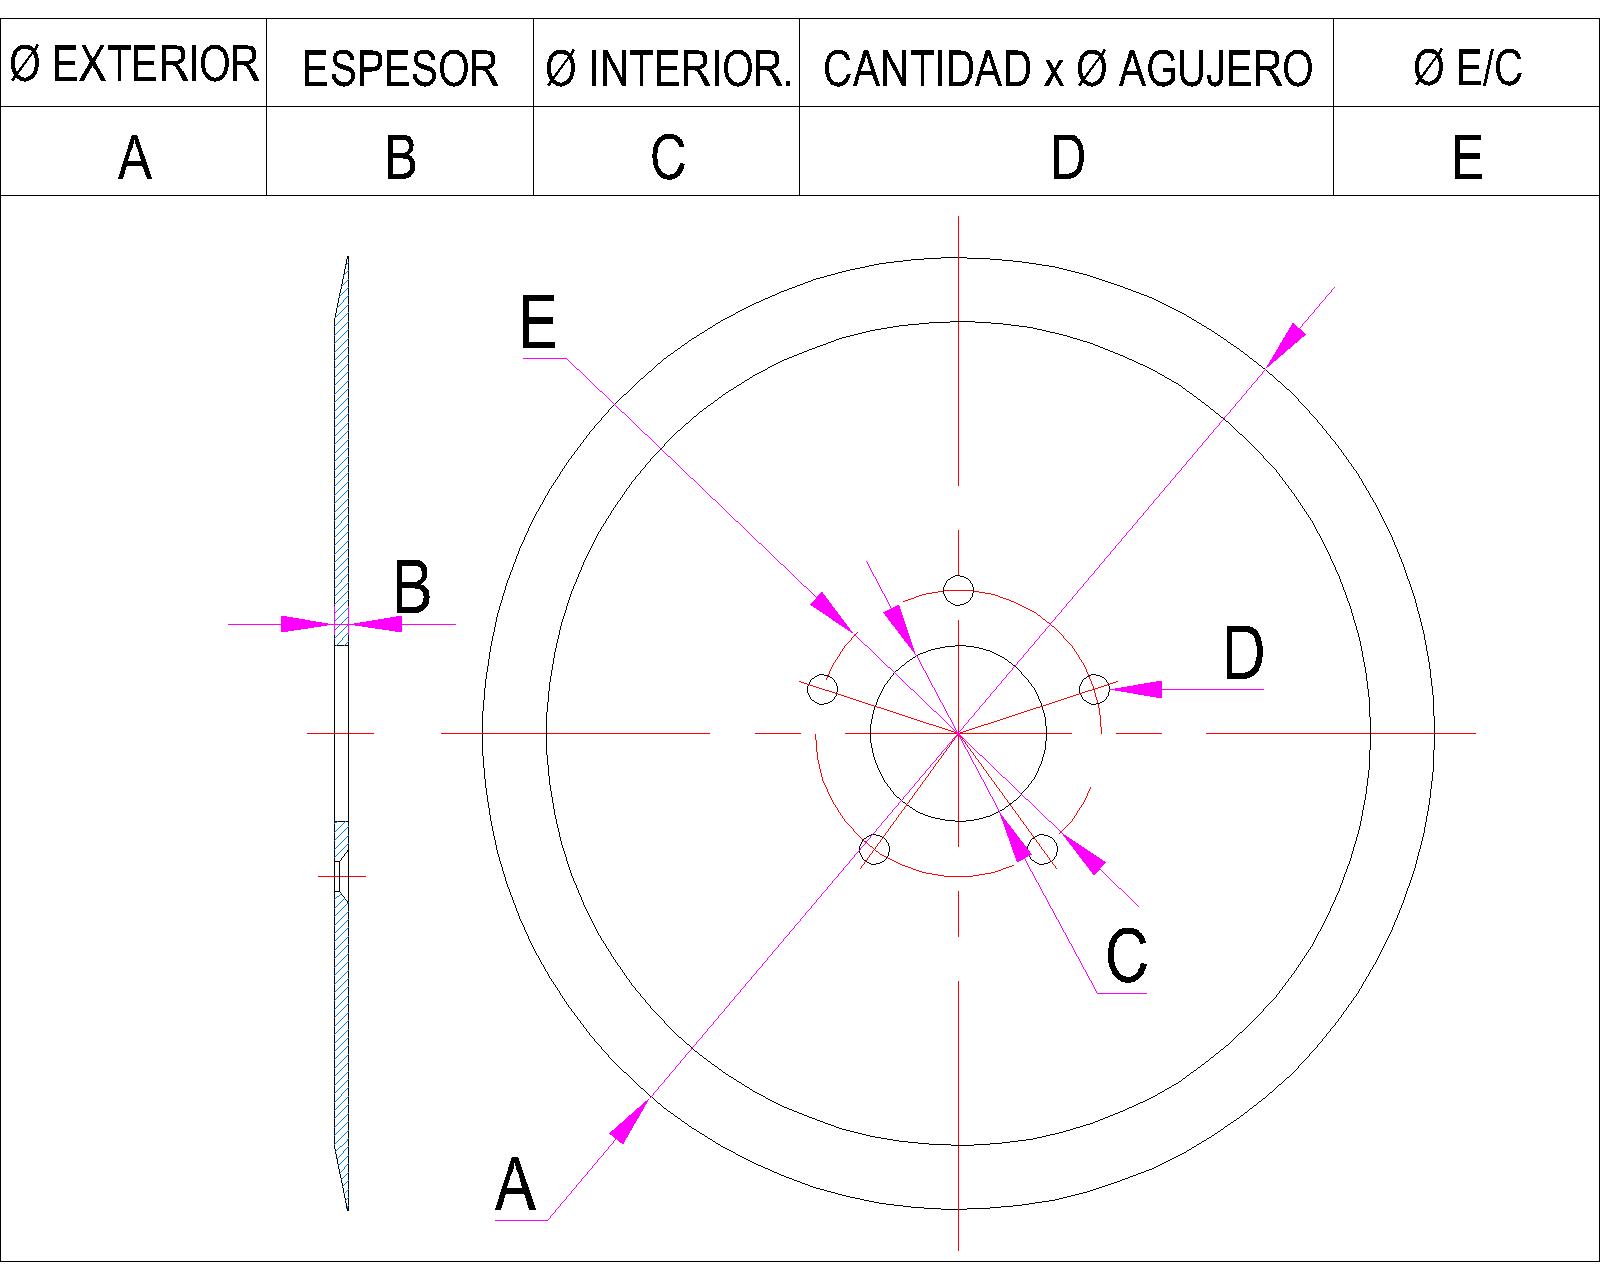 Ø EXTERIOR ESPESOR Ø INTERIOR. CANTIDAD x Ø AGUJERO Ø E/C
A B C D E
E
B
D
C
A